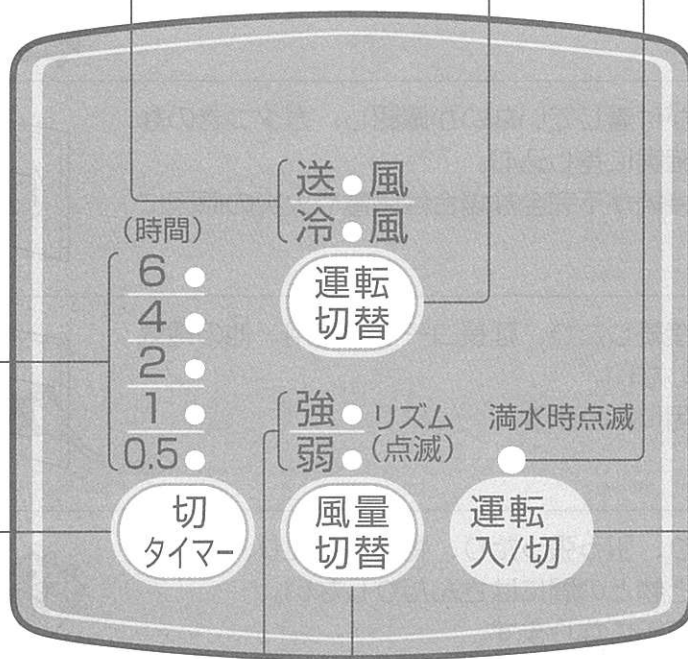 送 風
冷 風
運転
切替
(時間)
6
4
2
1
0.5
切
タイマー
強
弱
リズム
(点滅)
風量
切替
満水時点滅
運転
入/切